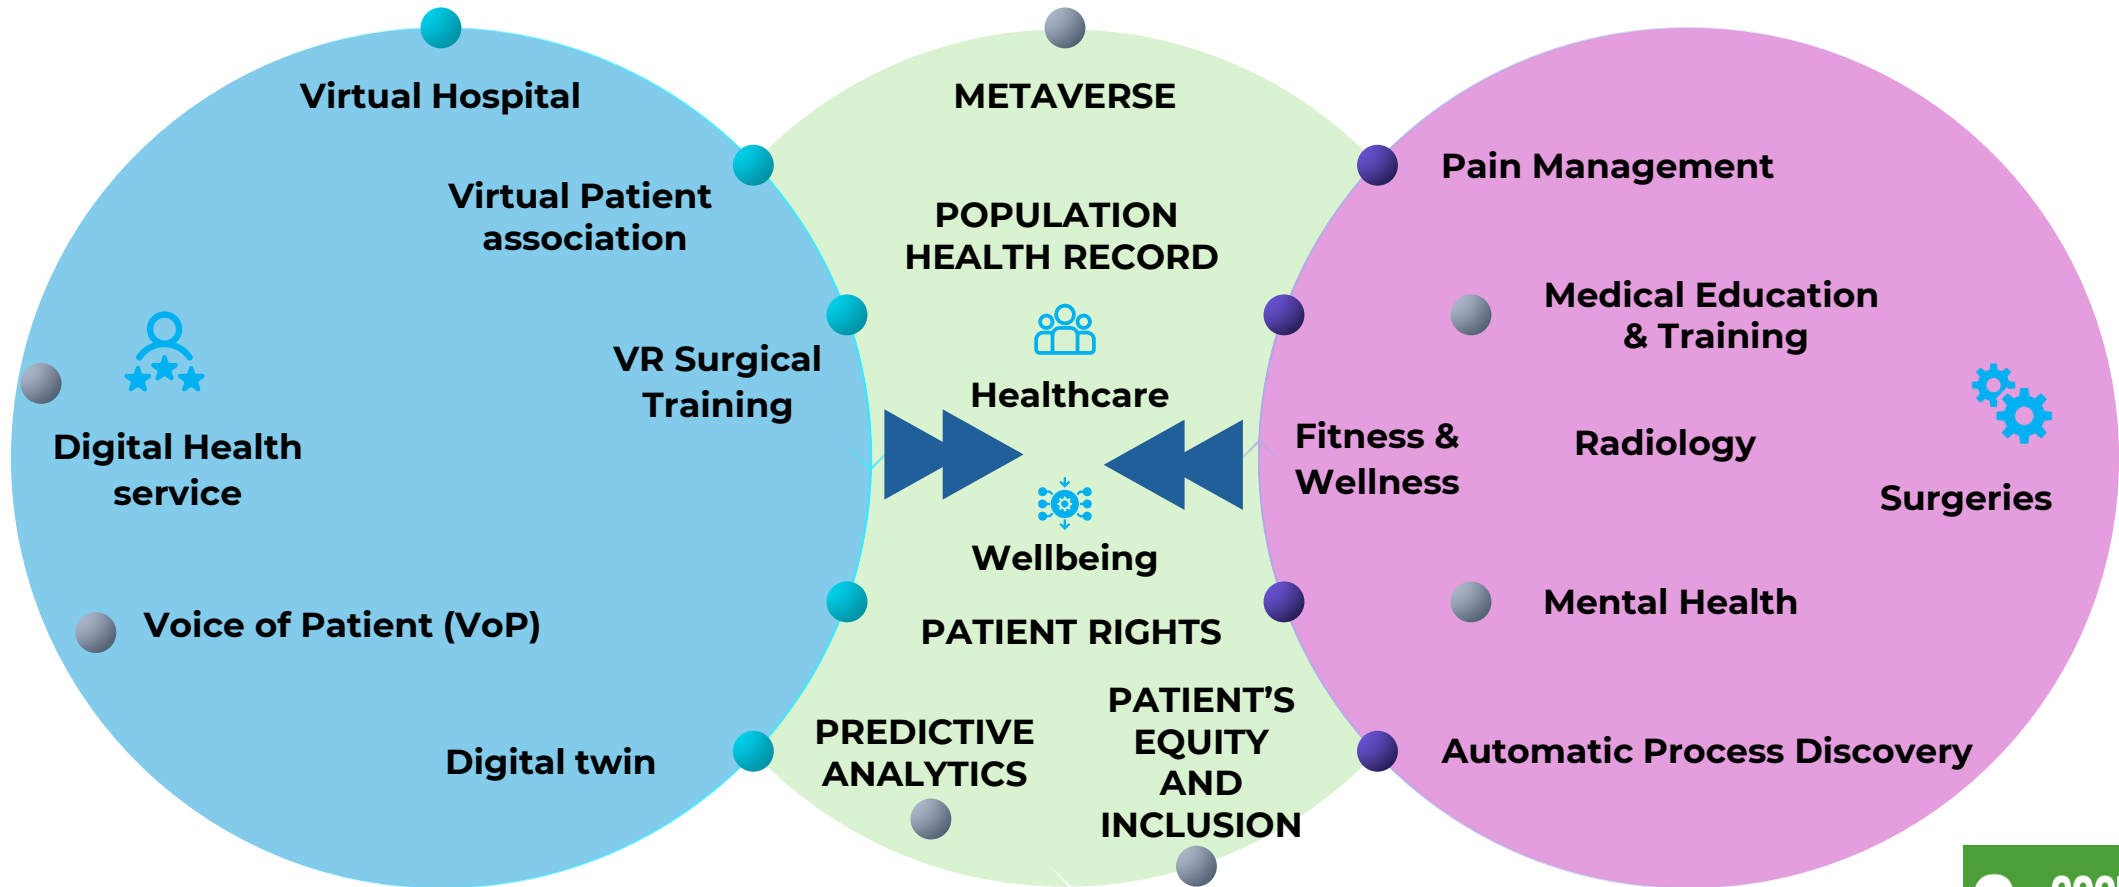 Virtual Hospital
Virtual Patient
association
VR Surgical
Training
Digital Health
service
Voice of Patient (VoP)
Digital twin
METAVERSE
POPULATION
HEALTH RECORD
Healthcare
Wellbeing
PATIENT RIGHTS
PREDICTIVE
ANALYTICS
PATIENT’S
EQUITY
AND
INCLUSION
Pain Management
Medical Education
& Training
Fitness &
Wellness
Radiology
Surgeries
Mental Health
Automatic Process Discovery